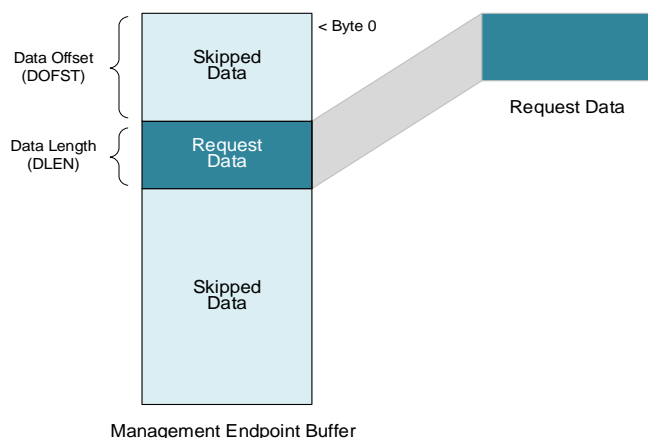 < Byte 0
Data Offset
(DOFST)
Skipped
Data
Request Data
Data Length
(DLEN)
Request
Data
Skipped
Data
Management Endpoint Buffer